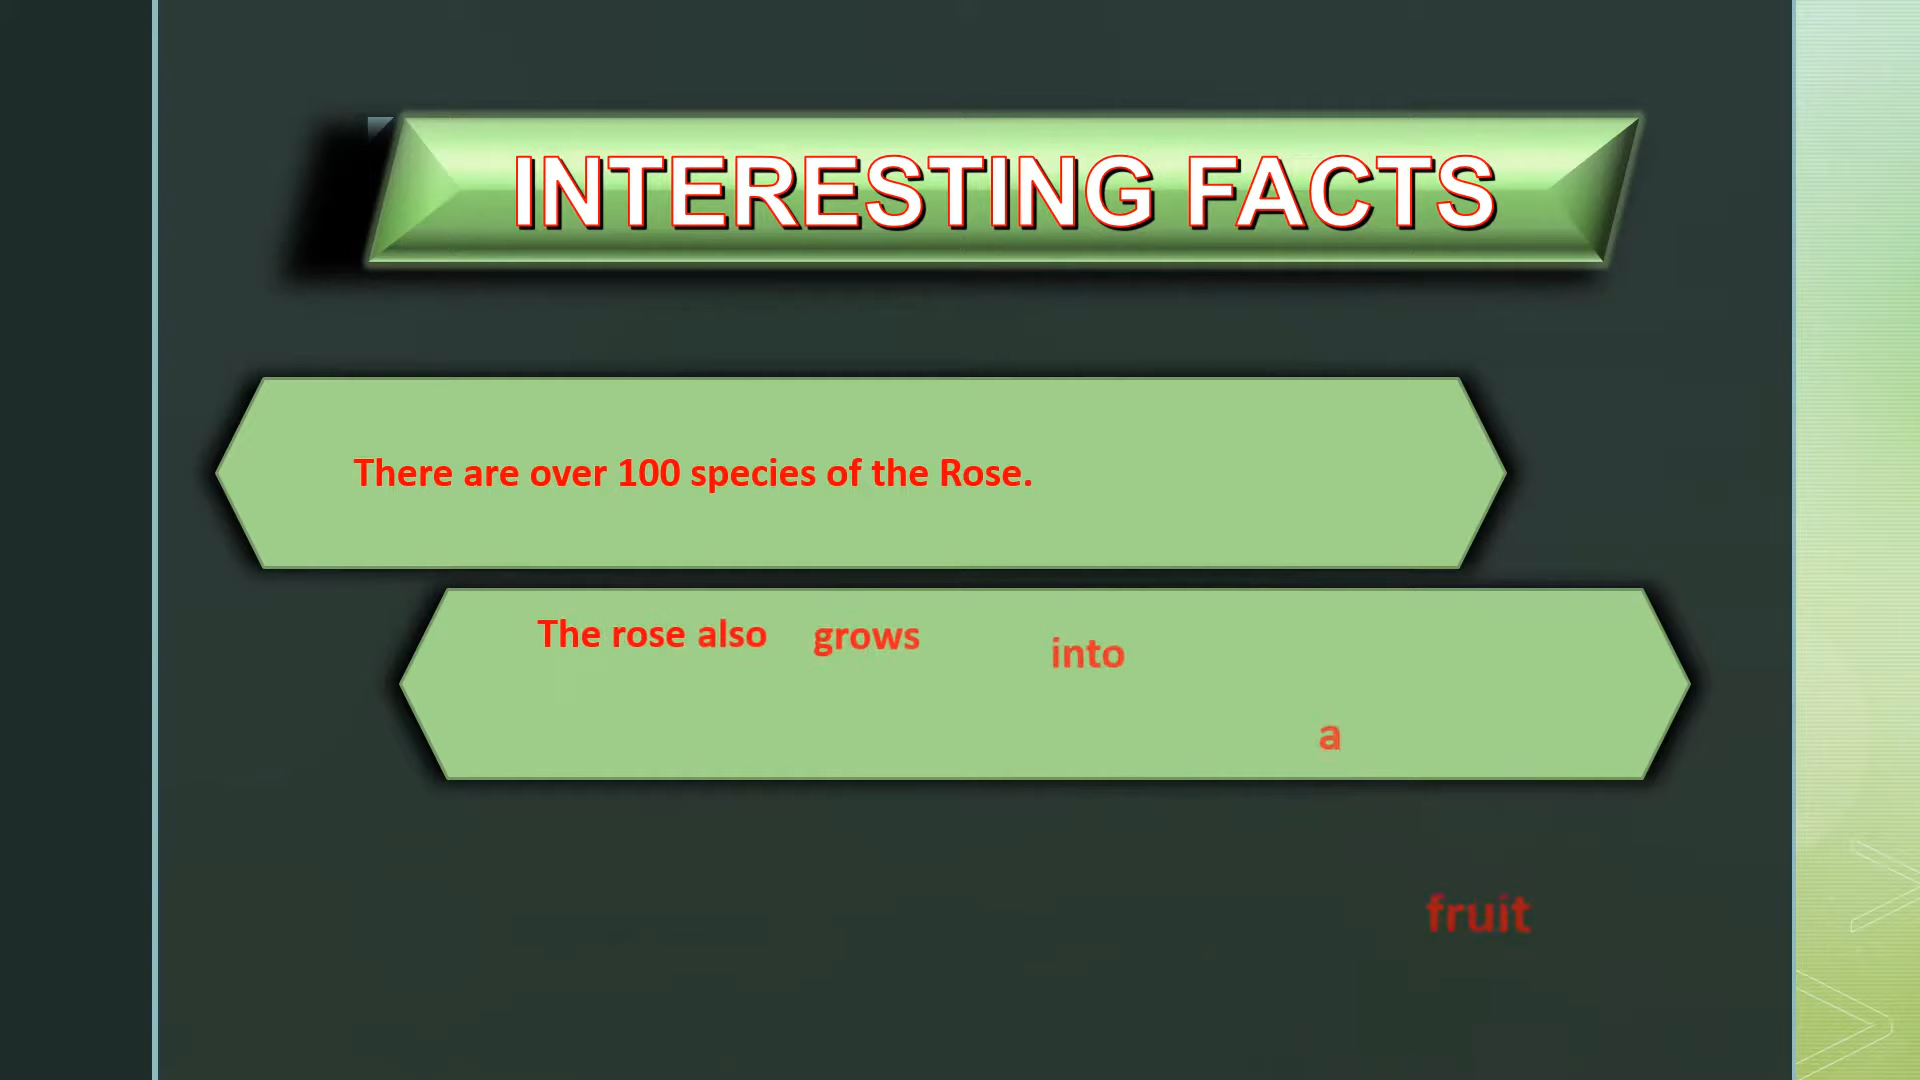 INTERESTING FACTS
There are over 100 species of the Rose.
The rose also grows into a fruit